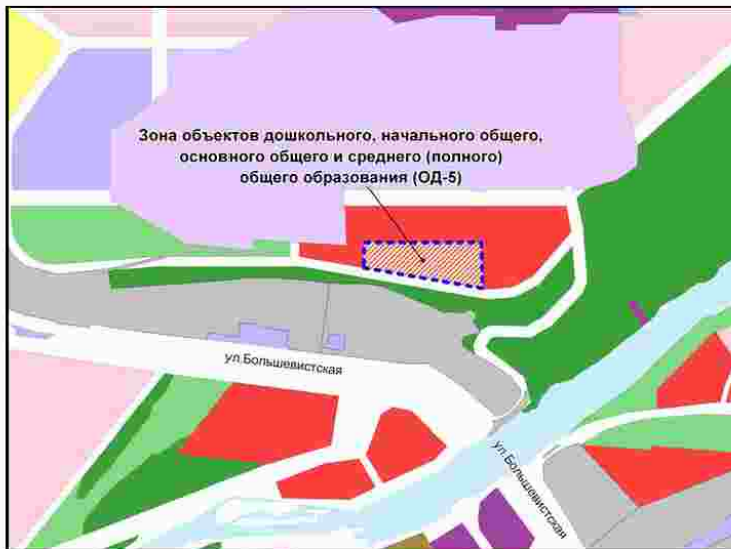 Зона объектов дошкольного, начального общего,
основного общего и среднего (полного)
общего образования (ОД-5)
ул.Большевистская
ул.Большевистская